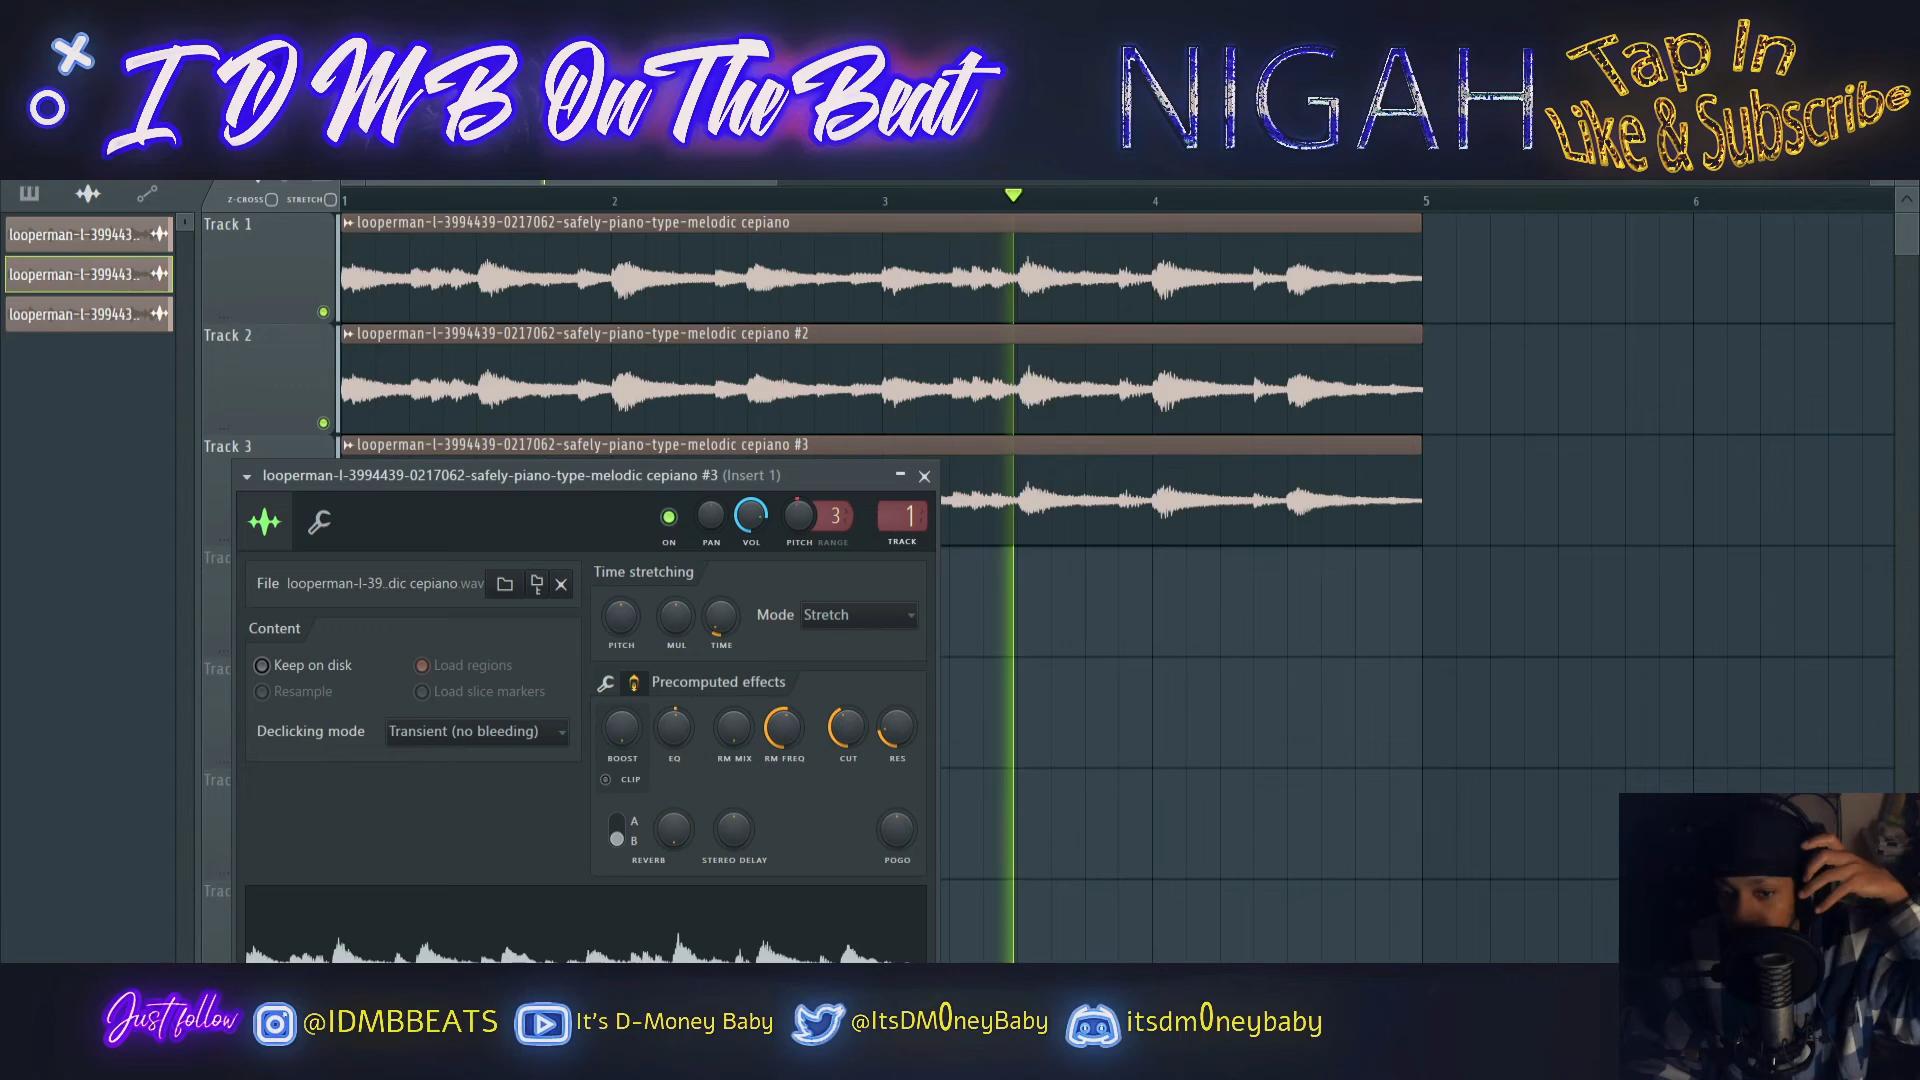 I D M B On The Beat
NIGAH
Tap In
Like & Subscribe
Z-CROSS STRETCH
1 2 3 4 5 6
looperman-l-399443..
looperman-l-399443..
looperman-l-399443..
Track 1
looperman-l-3994439-0217062-safely-piano-type-melodic cepiano
Track 2
looperman-l-3994439-0217062-safely-piano-type-melodic cepiano #2
Track 3
looperman-l-3994439-0217062-safely-piano-type-melodic cepiano #3
looperman-l-3994439-0217062-safely-piano-type-melodic cepiano #3 (Insert 1)
3 1
ON PAN VOL PITCH RANGE TRACK
File looperman-l-39..dic cepiano.wav
Content
Keep on disk Load regions
Resample Load slice markers
Declicking mode Transient (no bleeding)
Time stretching
Mode Stretch
PITCH MUL TIME
Precomputed effects
BOOST EQ RM MIX RM FREQ CUT RES
CLIP
A
B
REVERB STEREO DELAY POGO
Trac
Trac
Trac
Trac
Just follow @IDMBBEATS It's D-Money Baby @ItsDM0neyBaby itsdm0neybaby